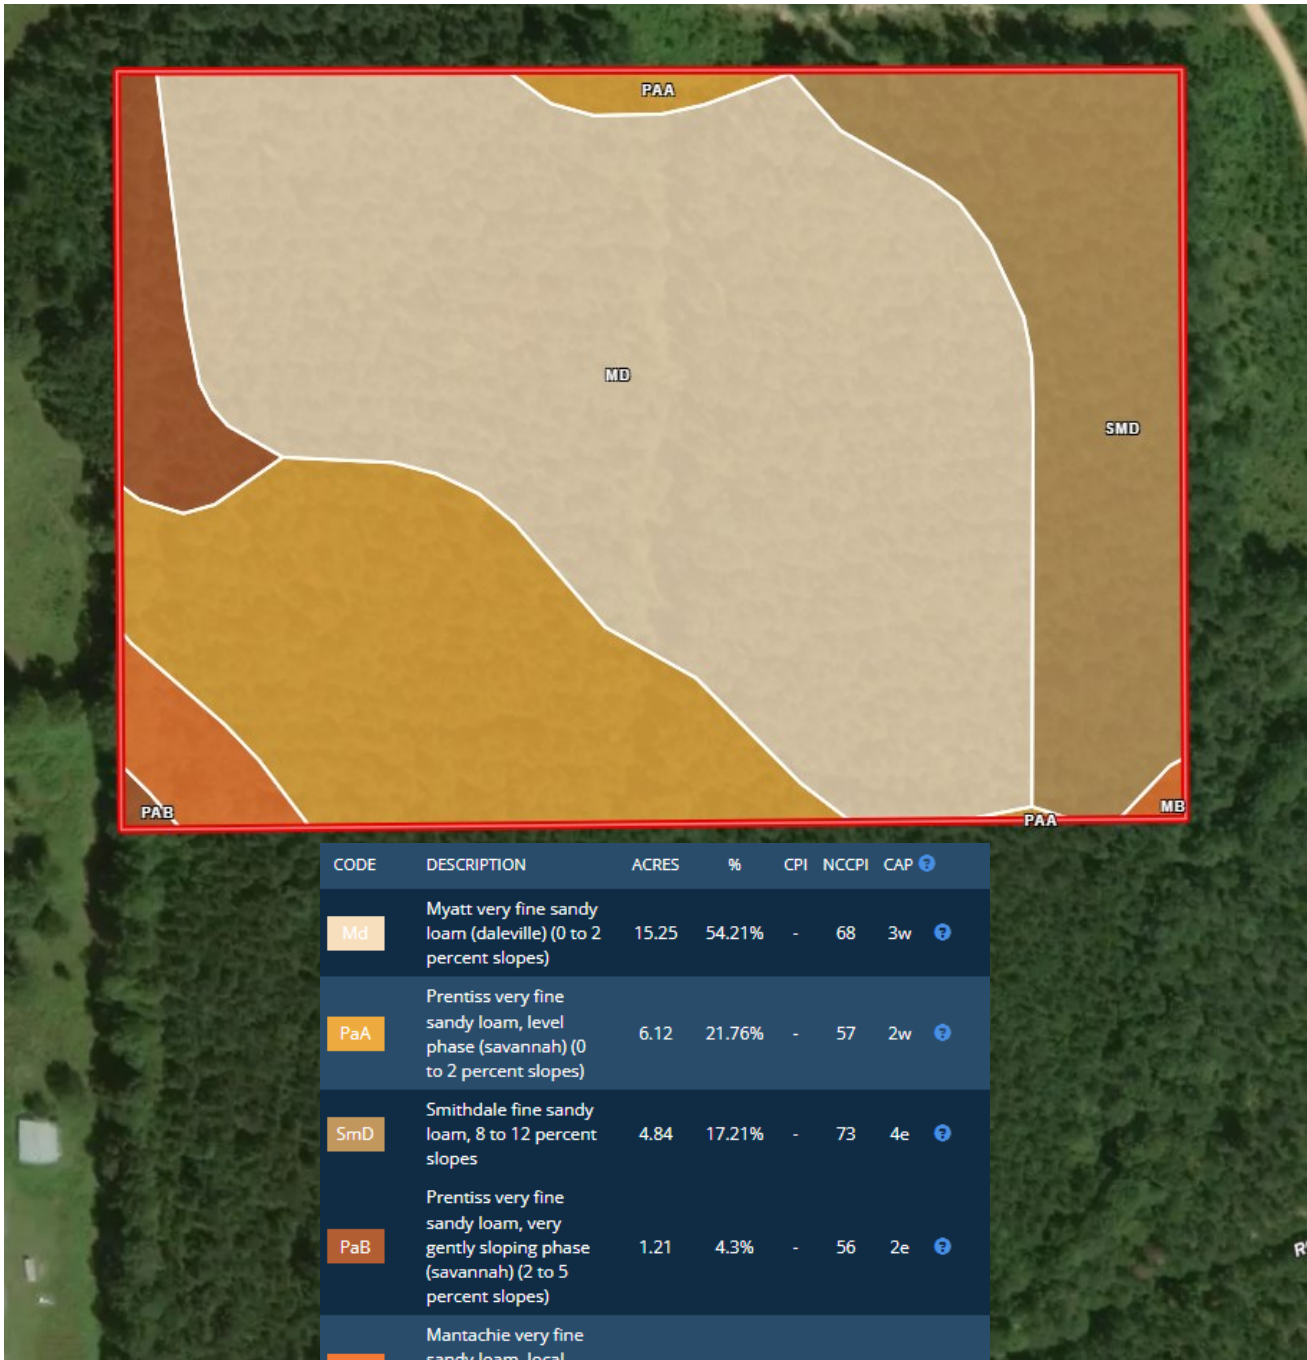 PAA
MD
SMD
PAB
MB
PAA
CODE DESCRIPTION ACRES % CPI NCCPI CAP ?
Md Myatt very fine sandy loam (daleville) (0 to 2 percent slopes) 15.25 54.21% - 68 3w ?
PaA Prentiss very fine sandy loam, level phase (savannah) (0 to 2 percent slopes) 6.12 21.76% - 57 2w ?
SmD Smithdale fine sandy loam, 8 to 12 percent slopes 4.84 17.21% - 73 4e ?
PaB Prentiss very fine sandy loam, very gently sloping phase (savannah) (2 to 5 percent slopes) 1.21 4.3% - 56 2e ?
Mantachie very fine
sandy loam, local